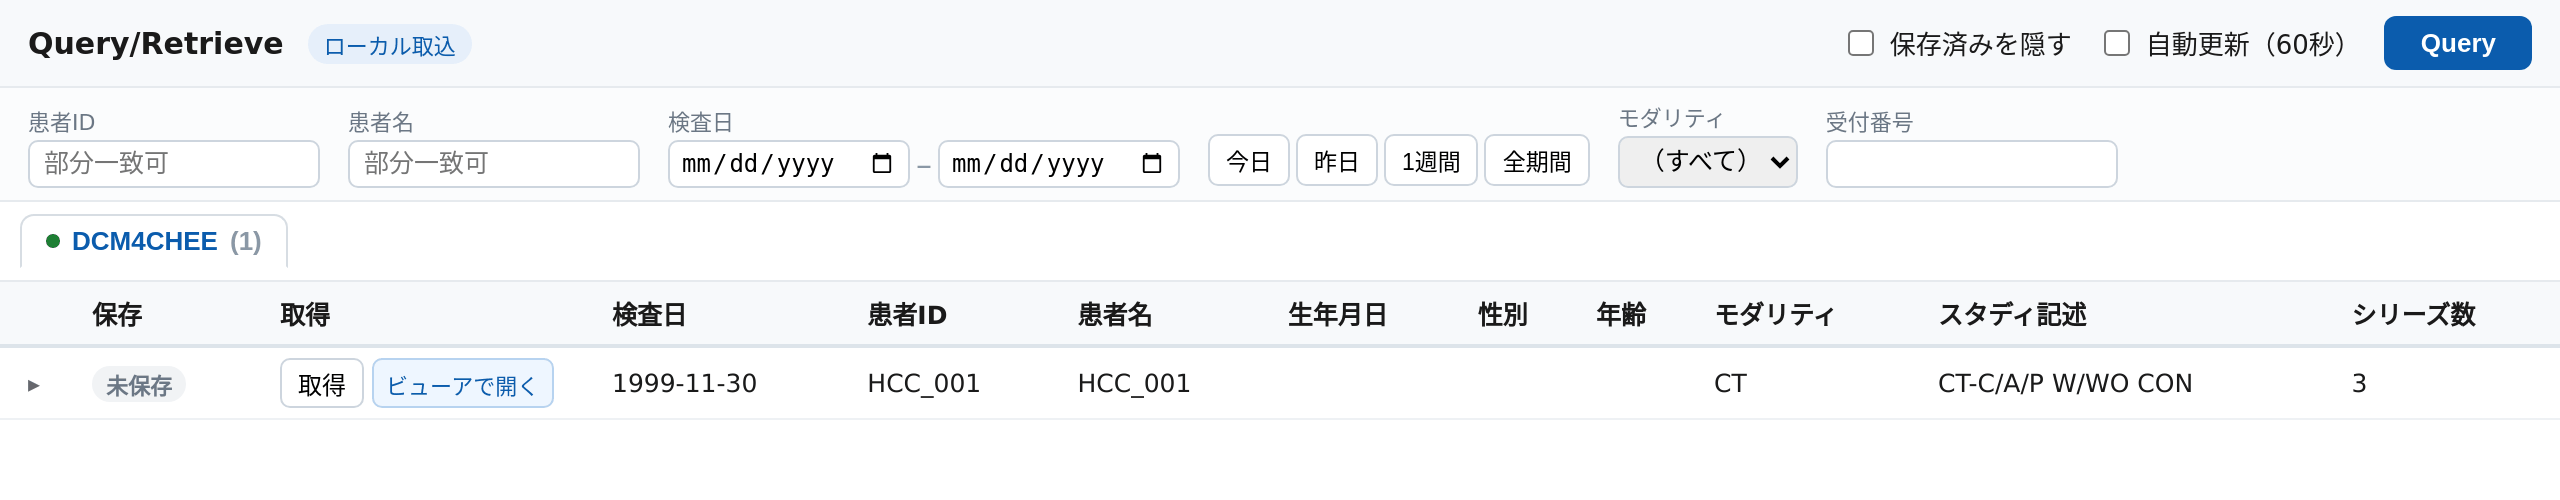 Query/Retrieve ローカル取込 保存済みを隠す 自動更新（60秒） Query
患者ID 患者名 検査日 モダリティ 受付番号
部分一致可 部分一致可 mm/dd/yyyy – mm/dd/yyyy 今日 昨日 1週間 全期間 （すべて）
DCM4CHEE (1)
保存 取得 検査日 患者ID 患者名 生年月日 性別 年齢 モダリティ スタディ記述 シリーズ数
▸ 未保存 取得 ビューアで開く 1999-11-30 HCC_001 HCC_001 CT CT-C/A/P W/WO CON 3